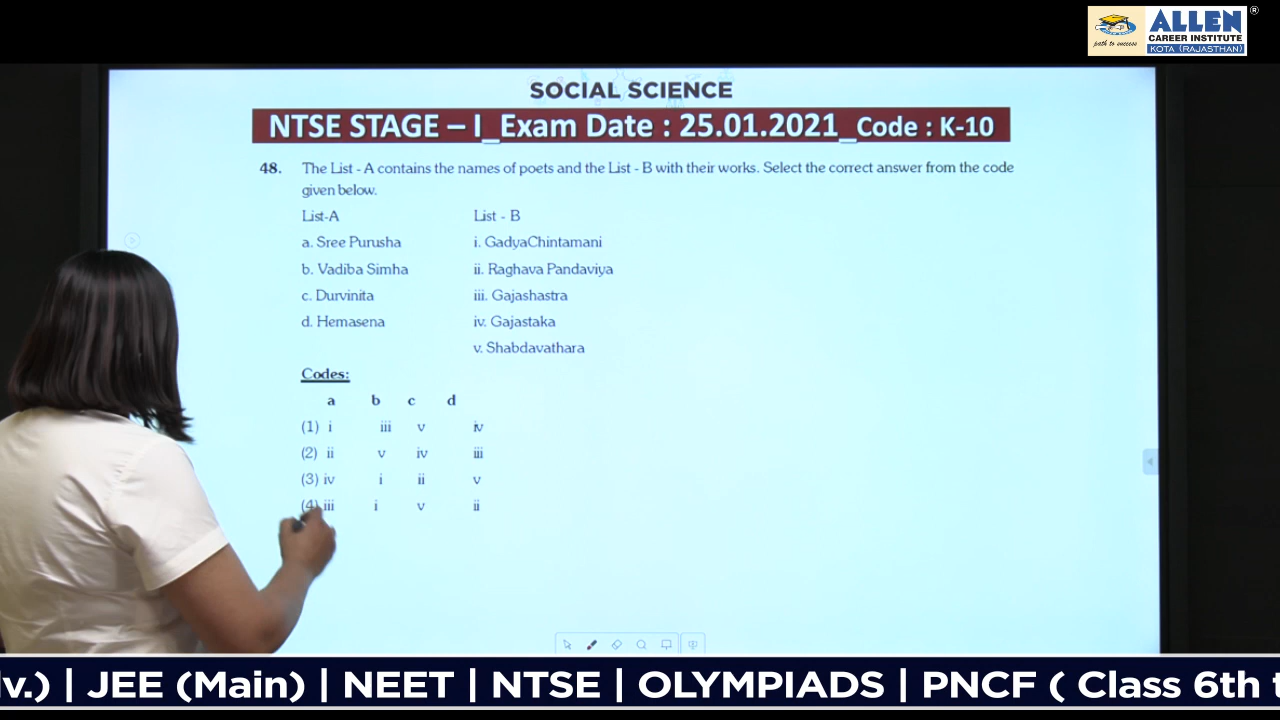 ALLEN ®
path to success
CAREER INSTITUTE
KOTA (RAJASTHAN)
SOCIAL SCIENCE
NTSE STAGE – I_Exam Date : 25.01.2021_Code : K-10
48. The List - A contains the names of poets and the List - B with their works. Select the correct answer from the code
given below.
List-A List - B
a. Sree Purusha i. GadyaChintamani
b. Vadiba Simha ii. Raghava Pandaviya
c. Durvinita iii. Gajashastra
d. Hemasena iv. Gajastaka
v. Shabdavathara
Codes:
a b c d
(1) i iii v iv
(2) ii v iv iii
(3) iv i ii v
(4) iii i v ii
lv.) | JEE (Main) | NEET | NTSE | OLYMPIADS | PNCF ( Class 6th t